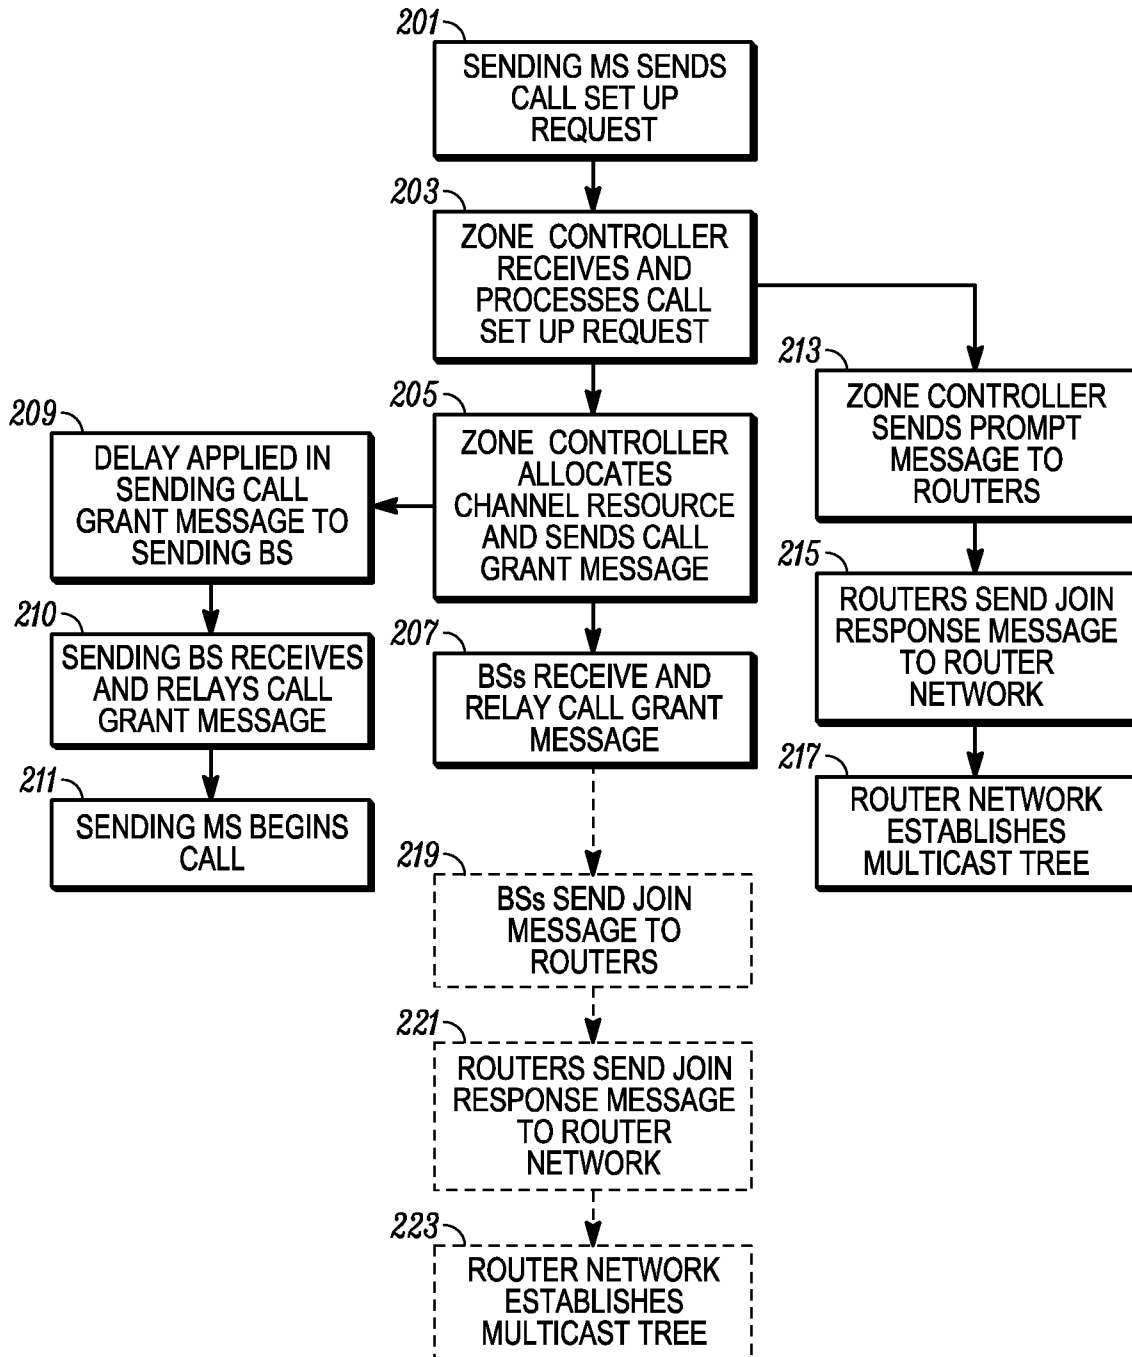 201
SENDING MS SENDS
CALL SET UP
REQUEST
203
ZONE CONTROLLER
RECEIVES AND
PROCESSES CALL
SET UP REQUEST
205
ZONE CONTROLLER
ALLOCATES
CHANNEL RESOURCE
AND SENDS CALL
GRANT MESSAGE
207
BSs RECEIVE AND
RELAY CALL GRANT
MESSAGE
209
DELAY APPLIED IN
SENDING CALL
GRANT MESSAGE TO
SENDING BS
210
SENDING BS RECEIVES
AND RELAYS CALL
GRANT MESSAGE
211
SENDING MS BEGINS
CALL
213
ZONE CONTROLLER
SENDS PROMPT
MESSAGE TO
ROUTERS
215
ROUTERS SEND JOIN
RESPONSE MESSAGE
TO ROUTER
NETWORK
217
ROUTER NETWORK
ESTABLISHES
MULTICAST TREE
219
BSs SEND JOIN
MESSAGE TO
ROUTERS
221
ROUTERS SEND JOIN
RESPONSE MESSAGE
TO ROUTER
NETWORK
223
ROUTER NETWORK
ESTABLISHES
MULTICAST TREE